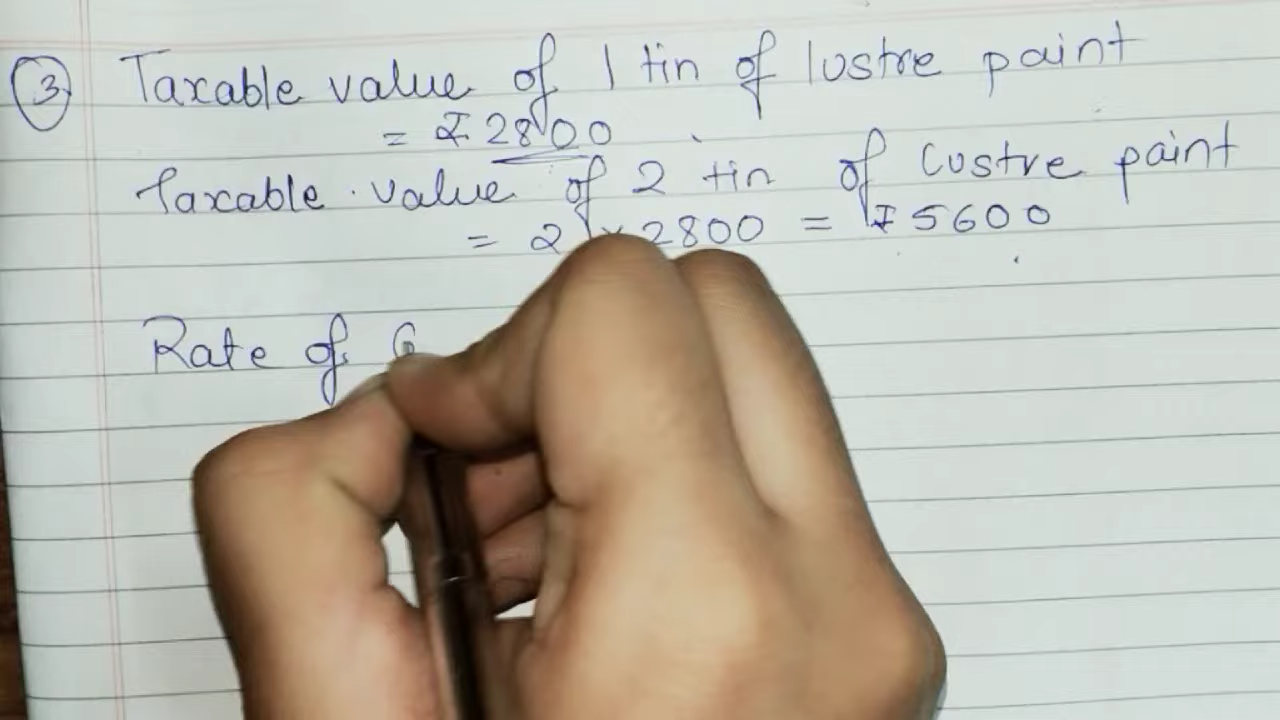 3 Taxable value of 1 tin of lustre paint
= ₹ 2800
Taxable value of 2 tin of Custre paint
= 2 × 2800 = ₹ 5600
Rate of G